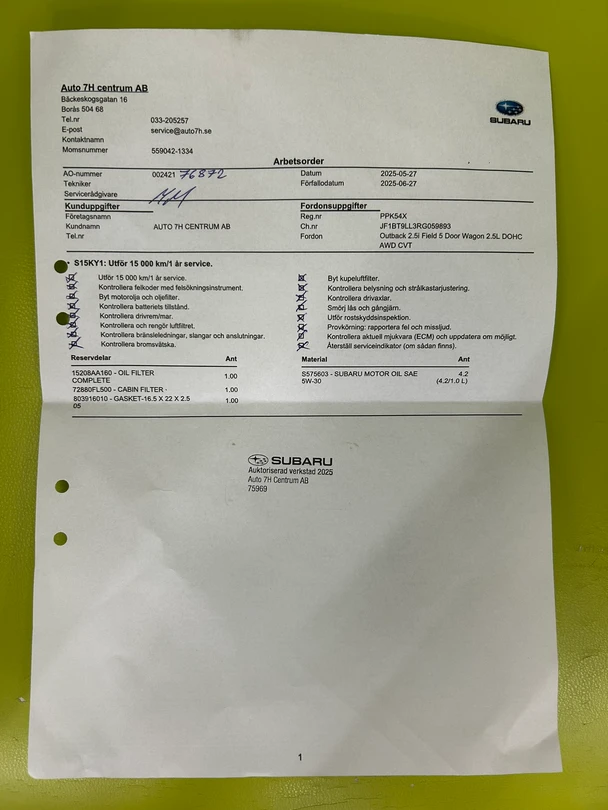 Auto 7H centrum AB
Bäckeskogsgatan 16
Borås 504 68
Tel.nr 033-205257
E-post service@auto7h.se
Kontaktnamn
Momsnummer 559042-1334
SUBARU
Arbetsorder
AO-nummer 002421 76872 Datum 2025-05-27
Tekniker Förfallodatum 2025-06-27
Servicerådgivare
Kunduppgifter Fordonsuppgifter
Företagsnamn Reg.nr PPK54X
Kundnamn AUTO 7H CENTRUM AB Ch.nr JF1BT9LL3RG059893
Tel.nr Fordon Outback 2.5i Field 5 Door Wagon 2.5L DOHC
AWD CVT
• S15KY1: Utför 15 000 km/1 år service.
Utför 15 000 km/1 år service. Byt kupeluftfilter.
Kontrollera felkoder med felsökningsinstrument. Kontrollera belysning och strålkastarjustering.
Byt motorolja och oljefilter. Kontrollera drivaxlar.
Kontrollera batteriets tillstånd. Smörj lås och gångjärn.
Kontrollera drivrem/mar. Utför rostskyddsinspektion.
Kontrollera och rengör luftfiltret. Provkörning: rapportera fel och missljud.
Kontrollera bränsleledningar, slangar och anslutningar. Kontrollera aktuell mjukvara (ECM) och uppdatera om möjligt.
Kontrollera bromsvätska. Återställ serviceindikator (om sådan finns).
Reservdelar Ant Material Ant
15208AA160 - OIL FILTER 1.00 S575603 - SUBARU MOTOR OIL SAE 4.2
COMPLETE 5W-30 (4.2/1.0 L)
72880FL500 - CABIN FILTER - 1.00
803916010 - GASKET-16.5 X 22 X 2.5 1.00
05
SUBARU
Auktoriserad verkstad 2025
Auto 7H Centrum AB
75969
1